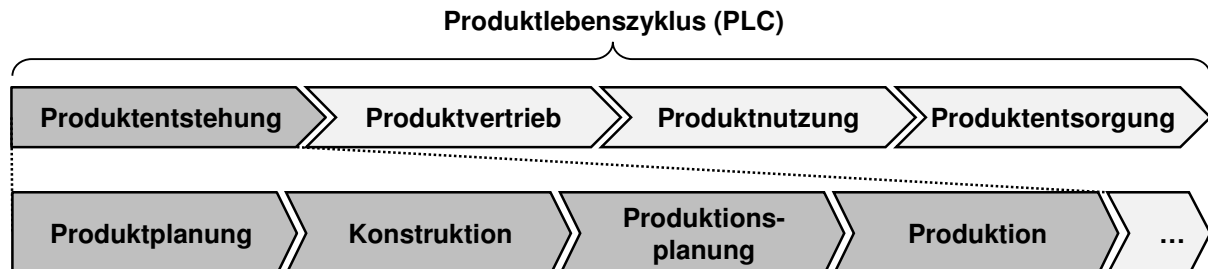 Produktlebenszyklus (PLC)
Produktentstehung
Produktvertrieb
Produktnutzung
Produktentsorgung
Produktplanung
Konstruktion
Produktions-
planung
Produktion
...